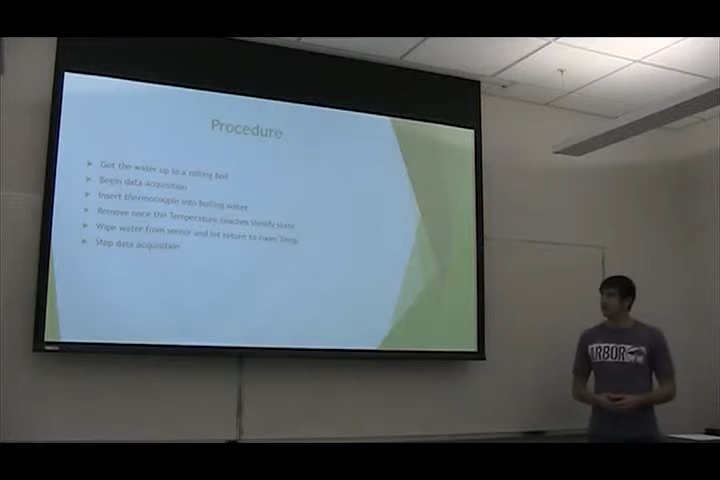 Procedure
Got the water up to a rolling boil
Begin data acquisition
Insert thermocouple into boiling water
Remove once the Temperature reaches steady state
Wipe water from sensor and let return to room Temp
Stop data acquisition
ARBOR